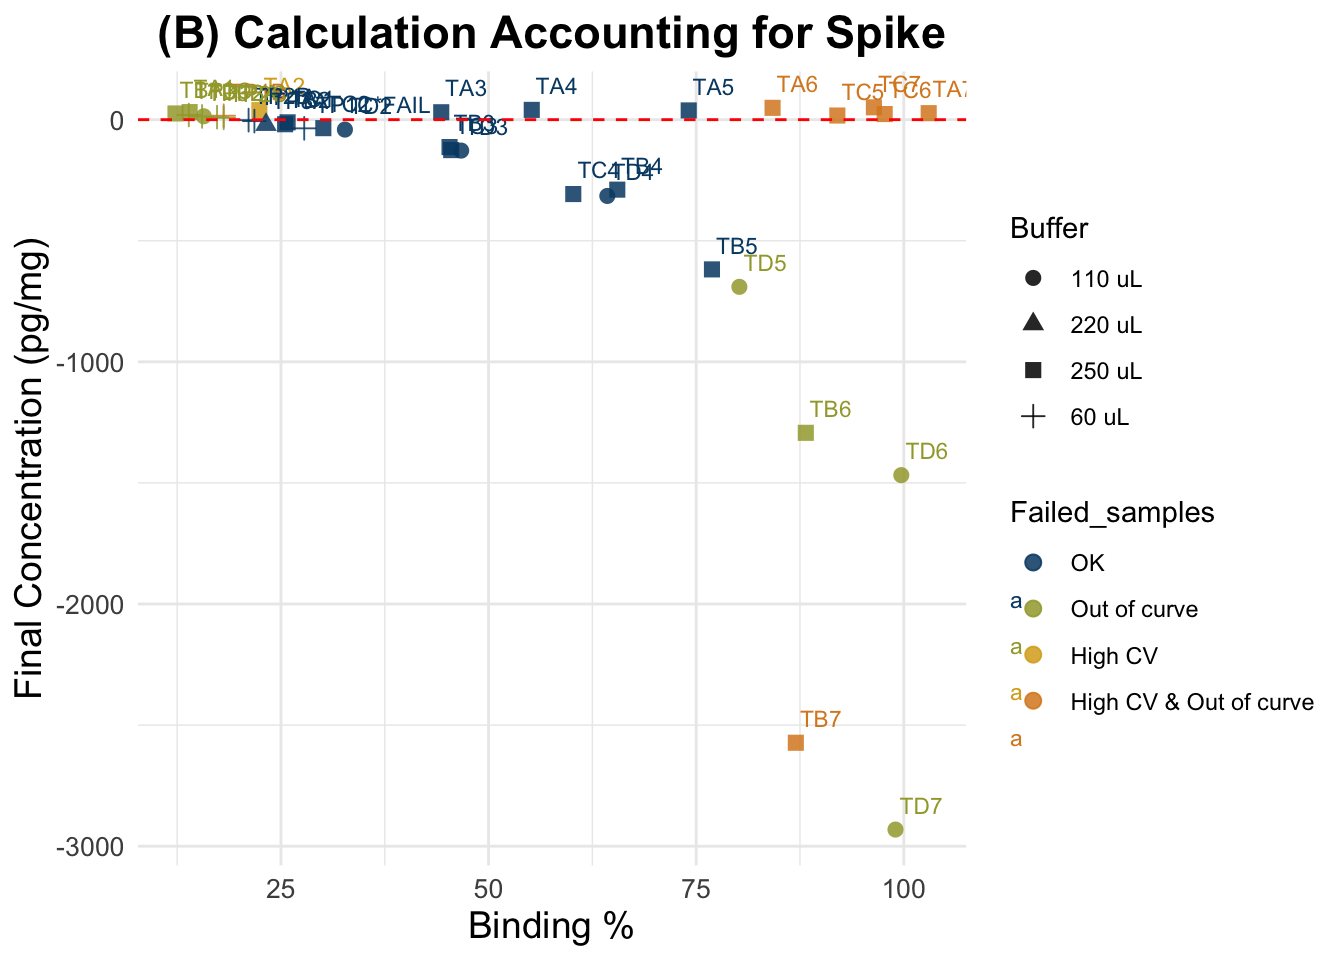 (B) Calculation Accounting for Spike
TA2
TA3
TA4
TA5
TA6
TC5
TC7
TC6
TA7
TD2
FAIL
TB3
TD3
TC4
TD4
TB4
TB5
TD5
TB6
TD6
TB7
TD7
0
-1000
-2000
-3000
25
50
75
100
Final Concentration (pg/mg)
Binding %
Buffer
110 uL
220 uL
250 uL
60 uL
Failed_samples
OK
a
Out of curve
a
High CV
a
High CV & Out of curve
a